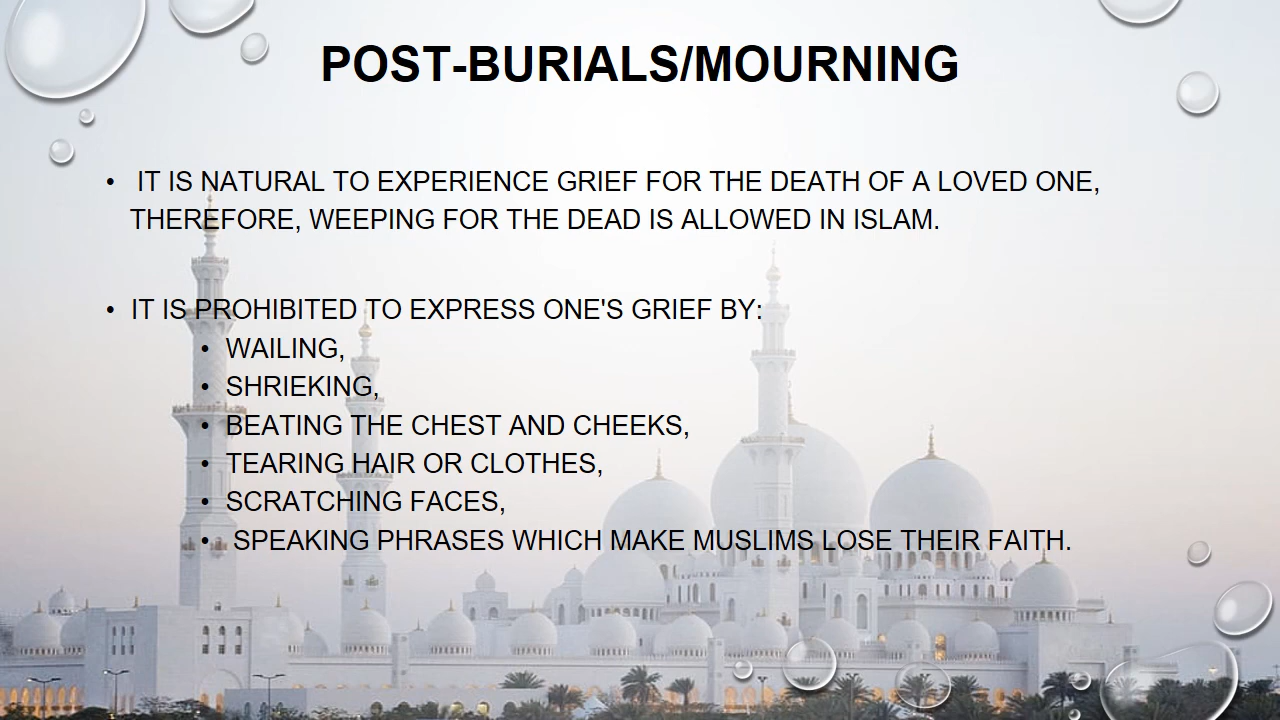 POST-BURIALS/MOURNING
• IT IS NATURAL TO EXPERIENCE GRIEF FOR THE DEATH OF A LOVED ONE,
THEREFORE, WEEPING FOR THE DEAD IS ALLOWED IN ISLAM.
• IT IS PROHIBITED TO EXPRESS ONE'S GRIEF BY:
• WAILING,
• SHRIEKING,
• BEATING THE CHEST AND CHEEKS,
• TEARING HAIR OR CLOTHES,
• SCRATCHING FACES,
• SPEAKING PHRASES WHICH MAKE MUSLIMS LOSE THEIR FAITH.